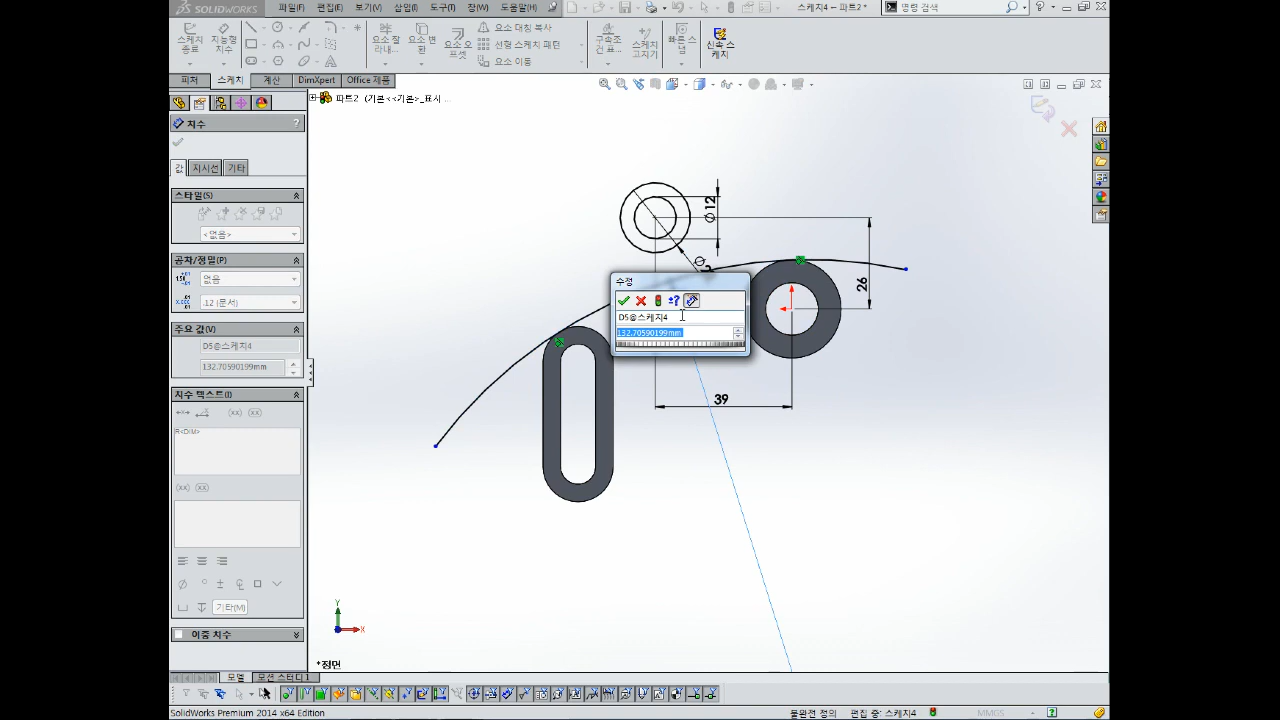 SOLIDWORKS 파일(F) 편집(E) 보기(V) 삽입(I) 도구(T) 창(W) 도움말(H) 스케치4 ← 파트2 * 명령 검색
스케치 종료
지능형 치수
요소 잘라내...
요소 변환
요소 오프셋
요소 대칭 복사
선형 스케치 패턴
요소 이동
구속조건 표...
스케치 고치기
빠른 스냅
신속 스케치
피처 스케치 계산 DimXpert Office 제품
파트2 (기본<<기본>_표시 ...
치수 ?
값 지시선 기타
스타일(S)
<없음>
공차/정밀도(P)
없음
.12 (문서)
주요 값(V)
D5@스케치4
132.70590199mm
치수 텍스트(I)
R<DIM>
기타(M)
이중 치수
수정
D5@스케치4
132.70590199mm
∅12
26
39
Y
X
*정면
모델 모션 스터디 1
SolidWorks Premium 2014 x64 Edition 불완전 정의 편집 중: 스케치4 MMGS